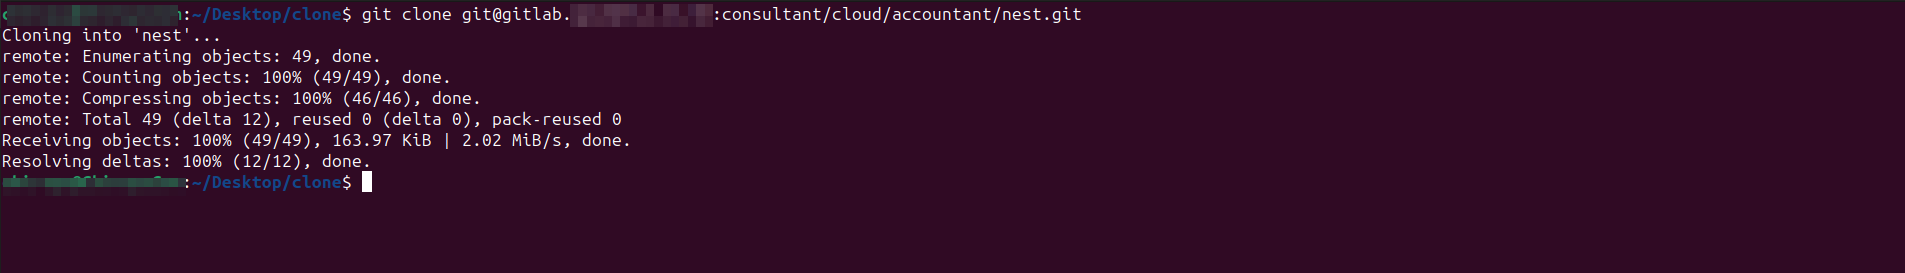 :~/Desktop/clone$ git clone git@gitlab. :consultant/cloud/accountant/nest.git
Cloning into 'nest'...
remote: Enumerating objects: 49, done.
remote: Counting objects: 100% (49/49), done.
remote: Compressing objects: 100% (46/46), done.
remote: Total 49 (delta 12), reused 0 (delta 0), pack-reused 0
Receiving objects: 100% (49/49), 163.97 KiB | 2.02 MiB/s, done.
Resolving deltas: 100% (12/12), done.
:~/Desktop/clone$